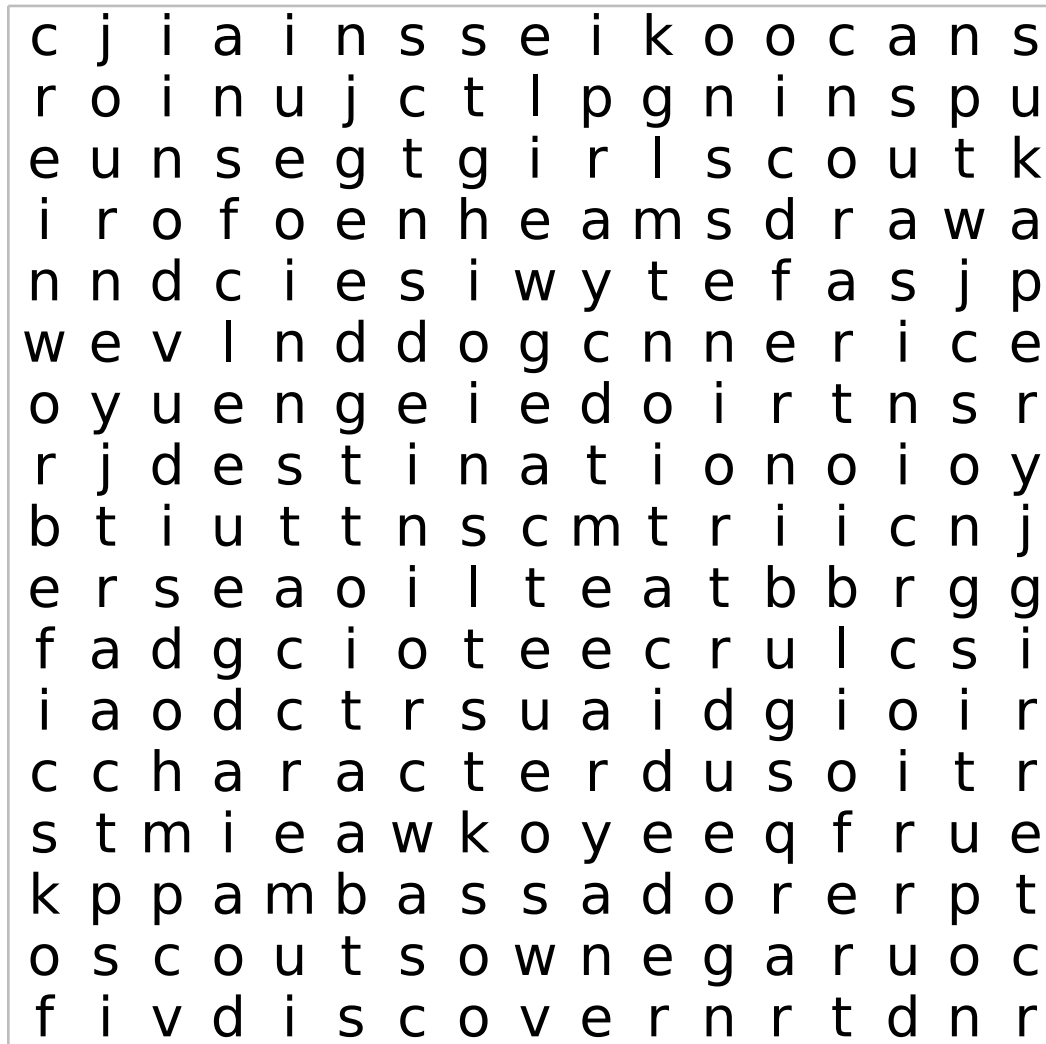 c j i a i n s s e i k o o c a n s
r o i n u j c t l p g n i n s p u
e u n s e g t g i r l s c o u t k
i r o f o e n h e a m s d r a w a
n n d c i e s i w y t e f a s j p
w e v l n d d o g c n n e r i c e
o y u e n g e i e d o i r t n s r
r j d e s t i n a t i o n o i o y
b t i u t t n s c m t r i i c n j
e r s e a o i l t e a t b b r g g
f a d g c i o t e e c r u l c s i
i a o d c t r s u a i d g i o i r
c c h a r a c t e r d u s o i t r
s t m i e a w k o y e e q f r u e
k p p a m b a s s a d o r e r p t
o s c o u t s o w n e g a r u o c
f i v d i s c o v e r n r t d n r